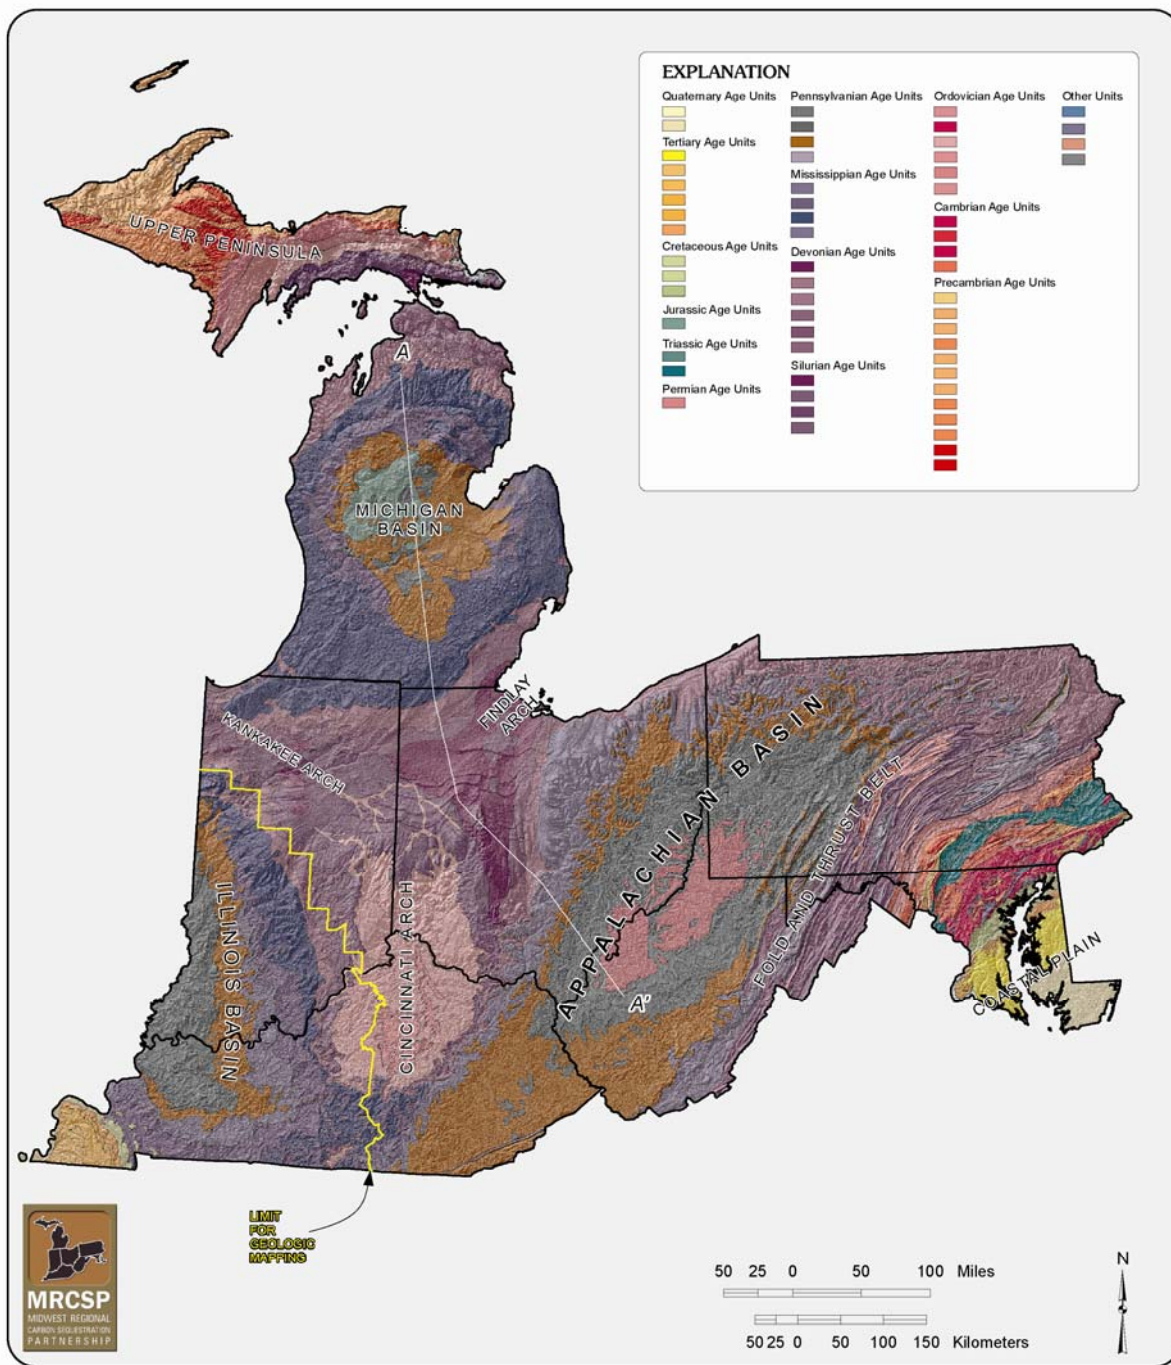 EXPLANATION
Quaternary Age Units
Tertiary Age Units
Cretaceous Age Units
Jurassic Age Units
Triassic Age Units
Permian Age Units
Pennsylvanian Age Units
Mississippian Age Units
Devonian Age Units
Silurian Age Units
Ordovician Age Units
Cambrian Age Units
Precambrian Age Units
Other Units
UPPER PENINSULA
A
MICHIGAN
BASIN
FINDLAY
ARCH
KANKAKEE ARCH
APPALACHIAN BASIN
FOLD AND THRUST BELT
ILLINOIS BASIN
CINCINNATI ARCH
A'
COASTAL PLAIN
LIMIT
FOR
GEOLOGIC
MAPPING
MRCSP
MIDWEST REGIONAL
CARBON SEQUESTRATION
PARTNERSHIP
50 25 0 50 100 Miles
50 25 0 50 100 150 Kilometers
N